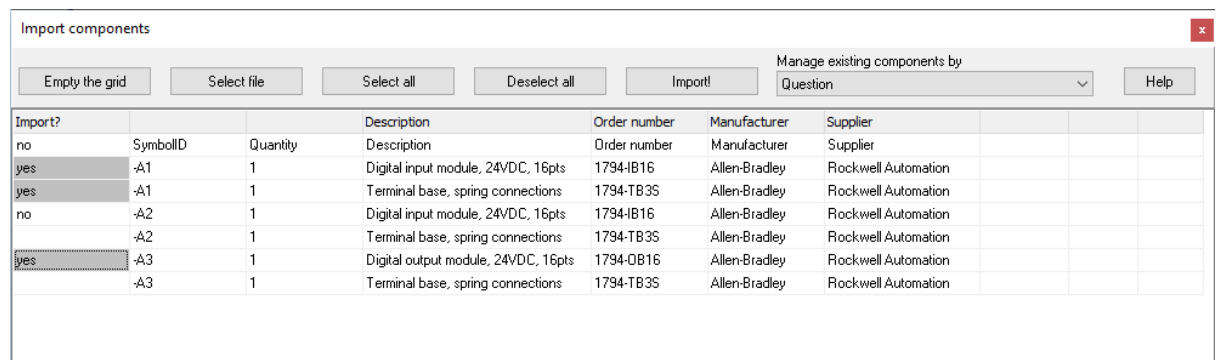 Import components
x
Manage existing components by
Empty the grid Select file Select all Deselect all Import! Question Help
Import? Description Order number Manufacturer Supplier
no SymbolID Quantity Description Order number Manufacturer Supplier
yes -A1 1 Digital input module, 24VDC, 16pts 1794-IB16 Allen-Bradley Rockwell Automation
yes -A1 1 Terminal base, spring connections 1794-TB3S Allen-Bradley Rockwell Automation
no -A2 1 Digital input module, 24VDC, 16pts 1794-IB16 Allen-Bradley Rockwell Automation
-A2 1 Terminal base, spring connections 1794-TB3S Allen-Bradley Rockwell Automation
yes -A3 1 Digital output module, 24VDC, 16pts 1794-OB16 Allen-Bradley Rockwell Automation
-A3 1 Terminal base, spring connections 1794-TB3S Allen-Bradley Rockwell Automation